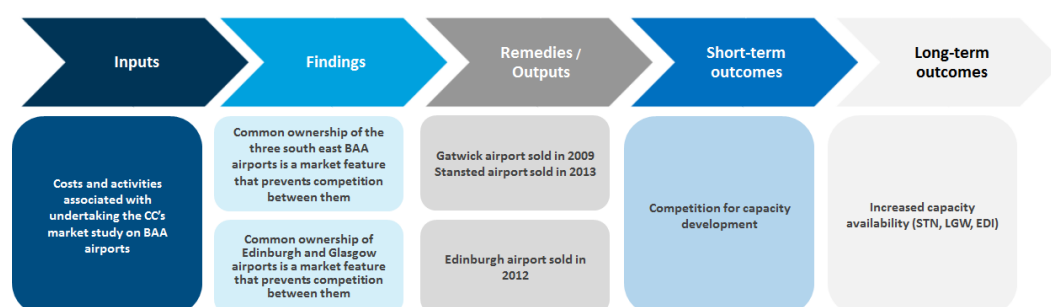 Inputs
Findings
Remedies /
Outputs
Short-term
outcomes
Long-term
outcomes
Costs and activities
associated with
undertaking the CC's
market study on BAA
airports
Common ownership of the
three south east BAA
airports is a market feature
that prevents competition
between them
Common ownership of
Edinburgh and Glasgow
airports is a market feature
that prevents competition
between them
Gatwick airport sold in 2009
Stansted airport sold in 2013
Edinburgh airport sold in
2012
Competition for capacity
development
Increased capacity
availability (STN, LGW, EDI)